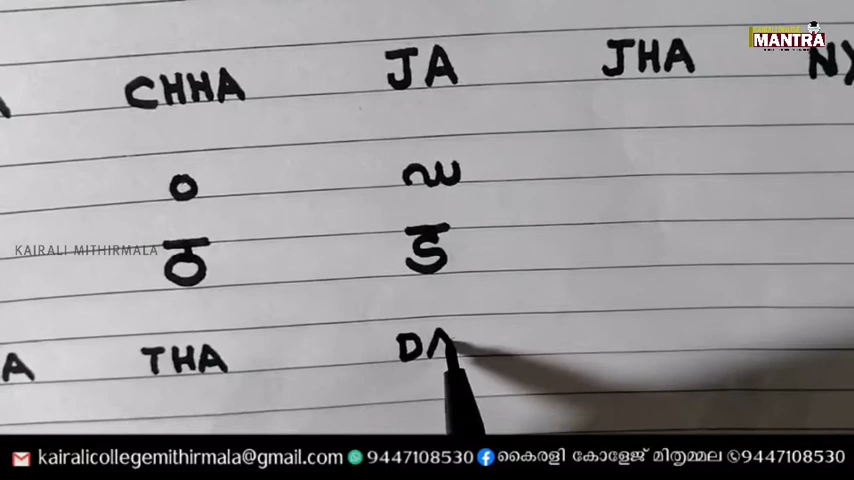 MANTRA
CHHA JA JHA
ഠ ഡ
KAIRALI MITHIRMALA
ठ ड
THA DA
kairalicollegemithirmala@gmail.com 9447108530 കൈരളി കോളേജ് മിതൃമ്മല 9447108530